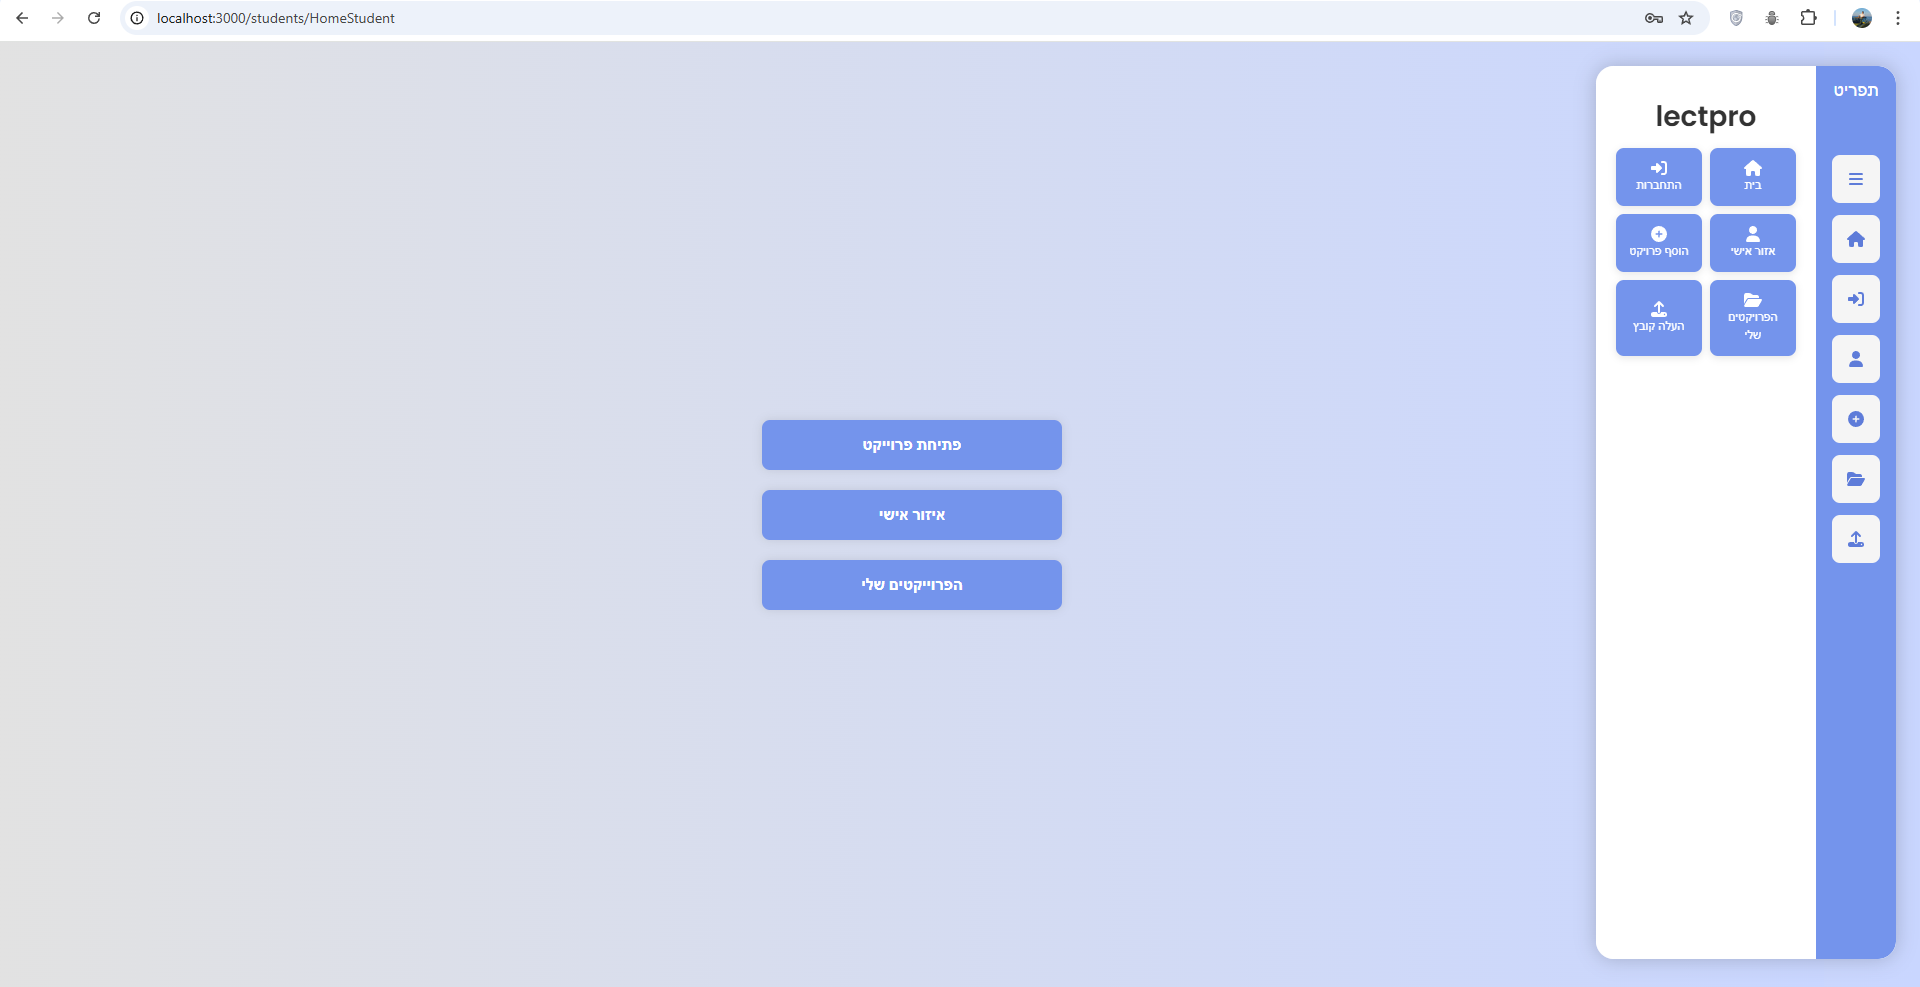 localhost:3000/students/HomeStudent
תפריט
lectpro
בית
התחברות
אזור אישי
הוסף פרויקט
הפרויקטים
שלי
העלה קובץ
פתיחת פרוייקט
איזור אישי
הפרוייקטים שלי